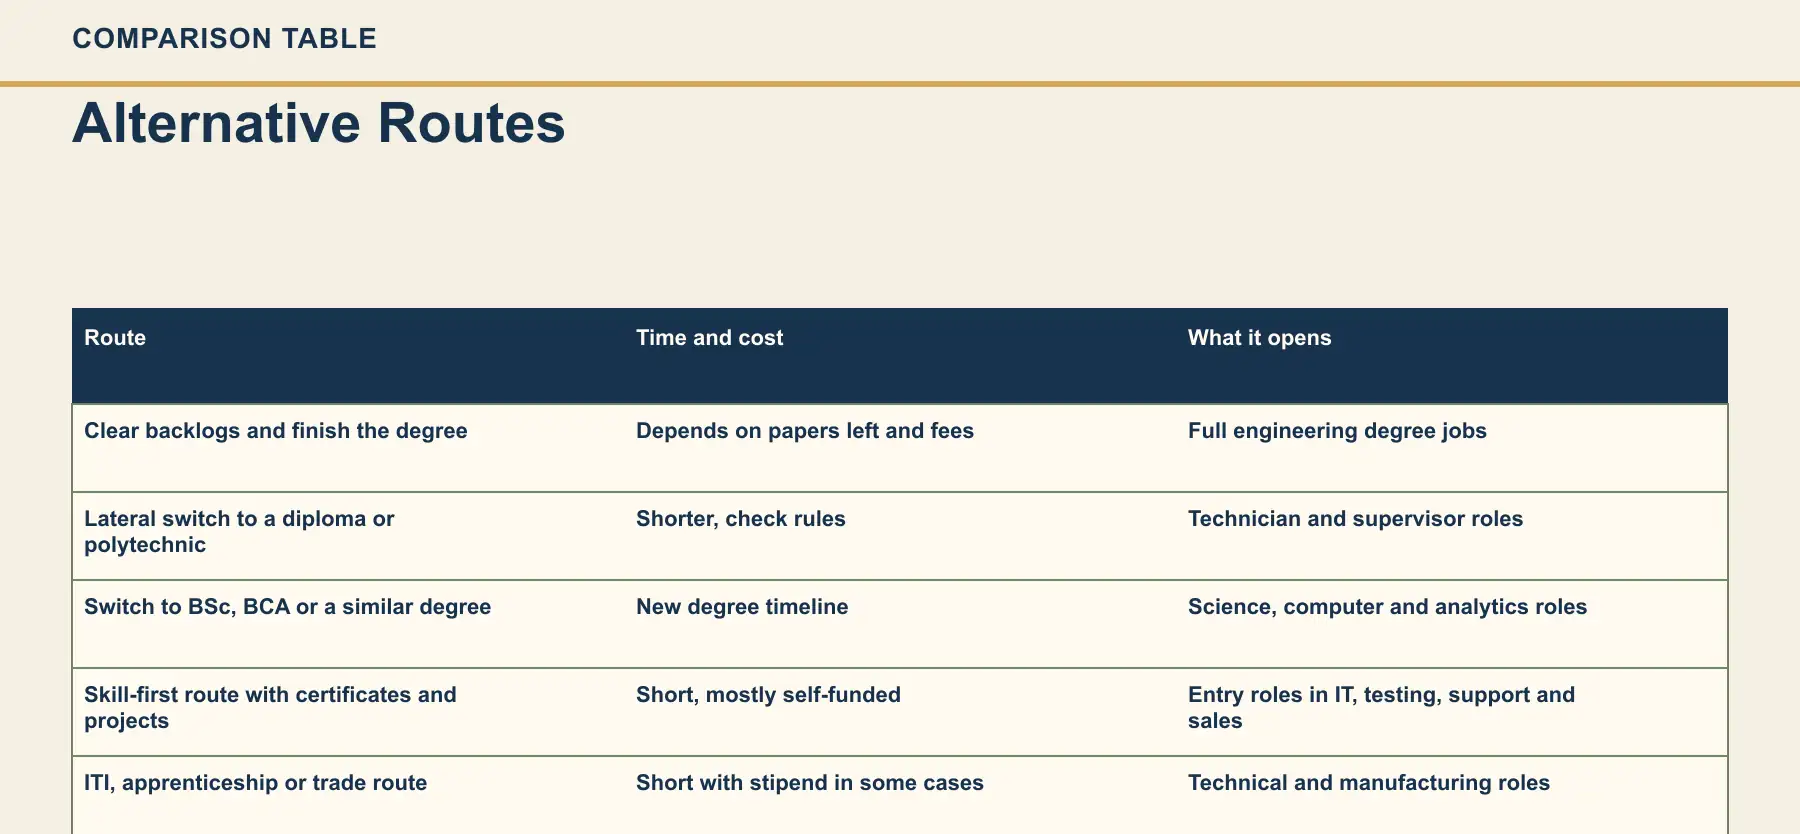 COMPARISON TABLE
Alternative Routes
Route
Time and cost
What it opens
Clear backlogs and finish the degree
Depends on papers left and fees
Full engineering degree jobs
Lateral switch to a diploma or
polytechnic
Shorter, check rules
Technician and supervisor roles
Switch to BSc, BCA or a similar degree
New degree timeline
Science, computer and analytics roles
Skill-first route with certificates and
projects
Short, mostly self-funded
Entry roles in IT, testing, support and
sales
ITI, apprenticeship or trade route
Short with stipend in some cases
Technical and manufacturing roles